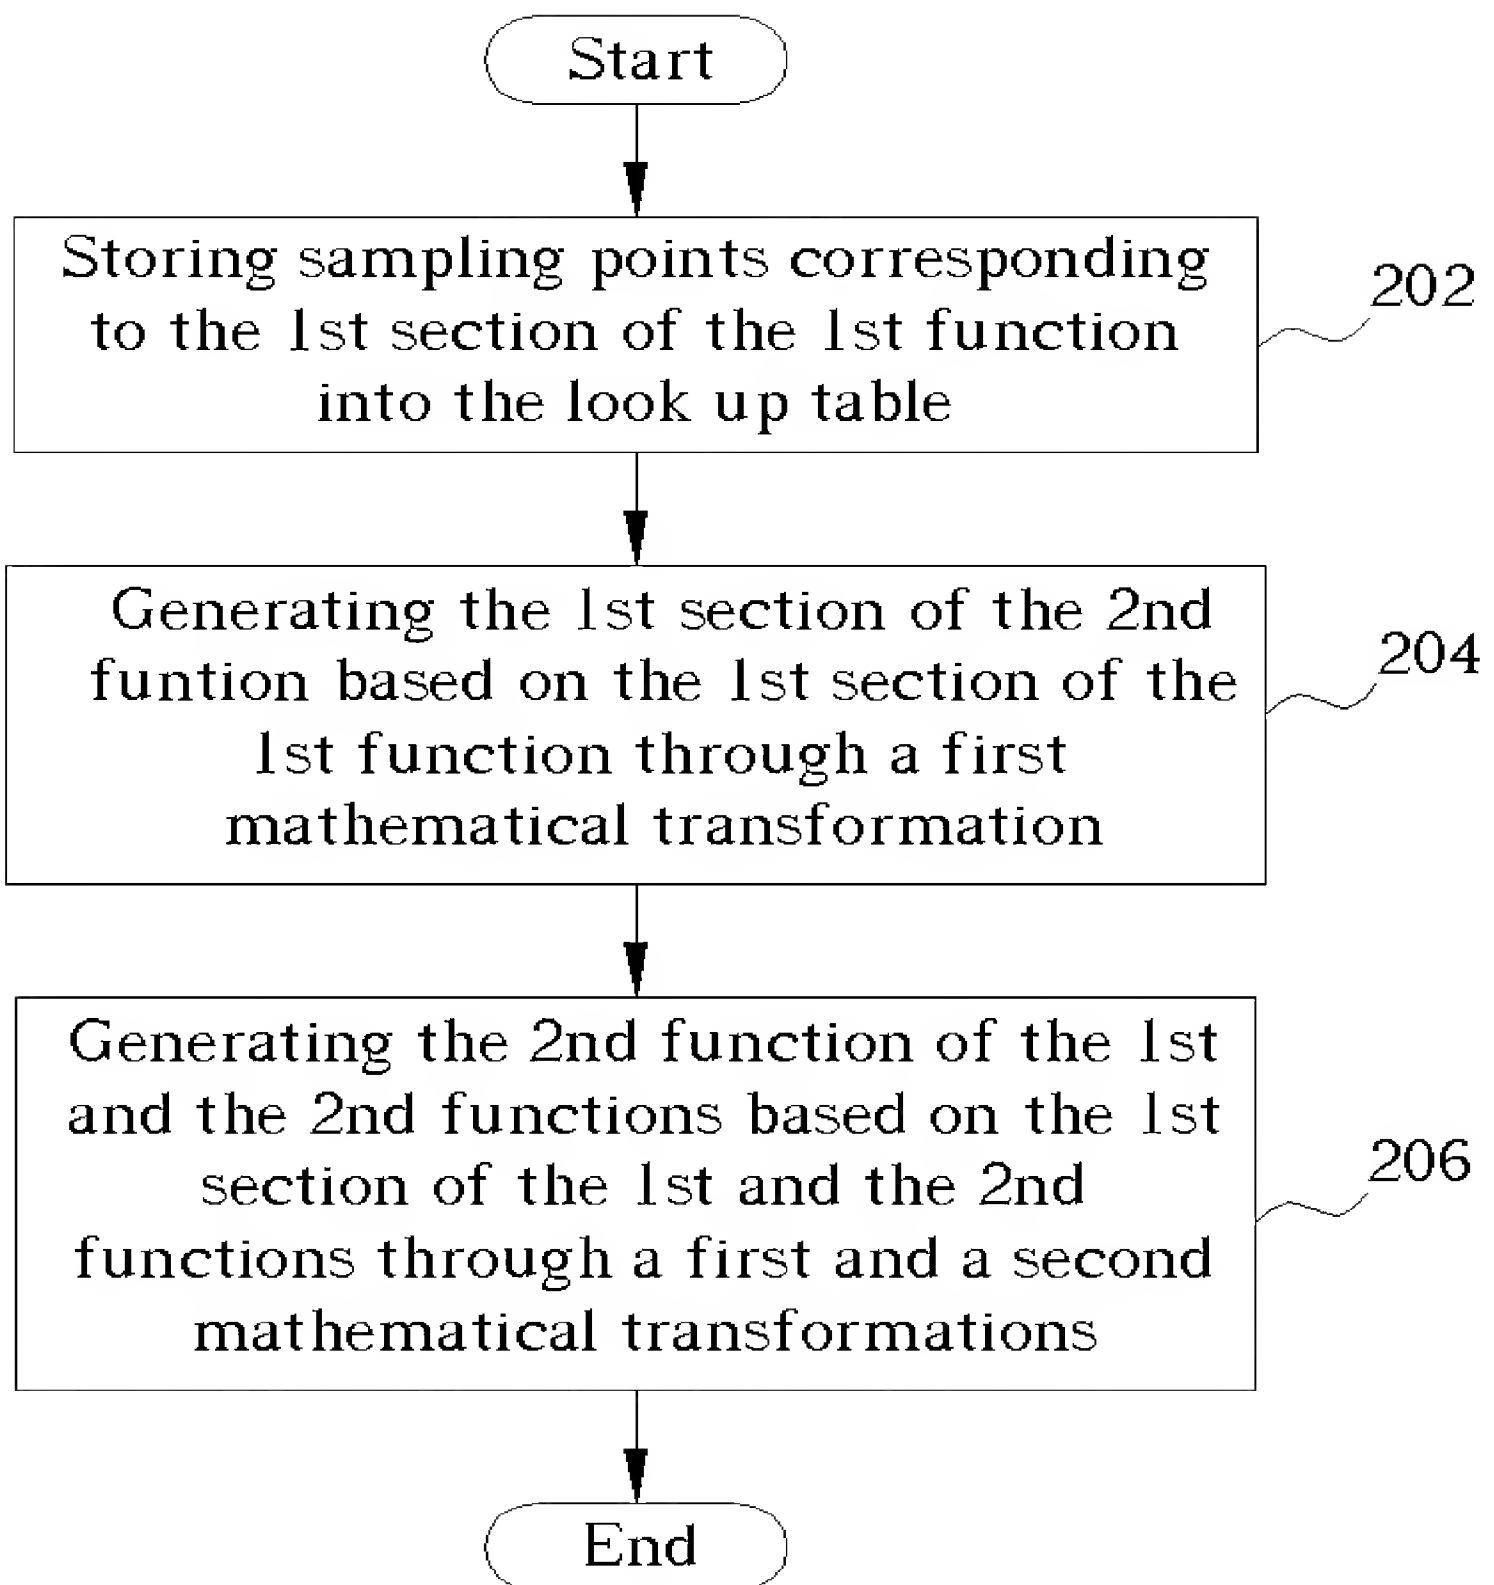 Start
Storing sampling points corresponding
to the 1st section of the 1st function
into the look up table
202
Generating the 1st section of the 2nd
funtion based on the 1st section of the
1st function through a first
mathematical transformation
204
Generating the 2nd function of the 1st
and the 2nd functions based on the 1st
section of the 1st and the 2nd
functions through a first and a second
mathematical transformations
206
End